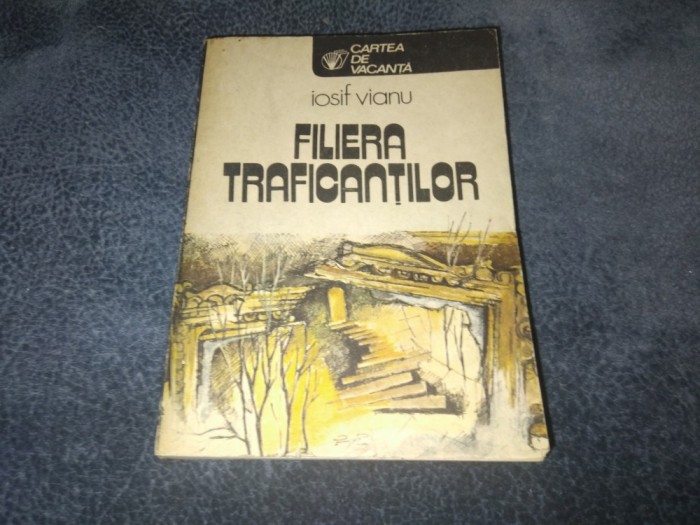 CARTEA
DE
VACANȚĂ
iosif vianu
FILIERA
TRAFICANȚILOR